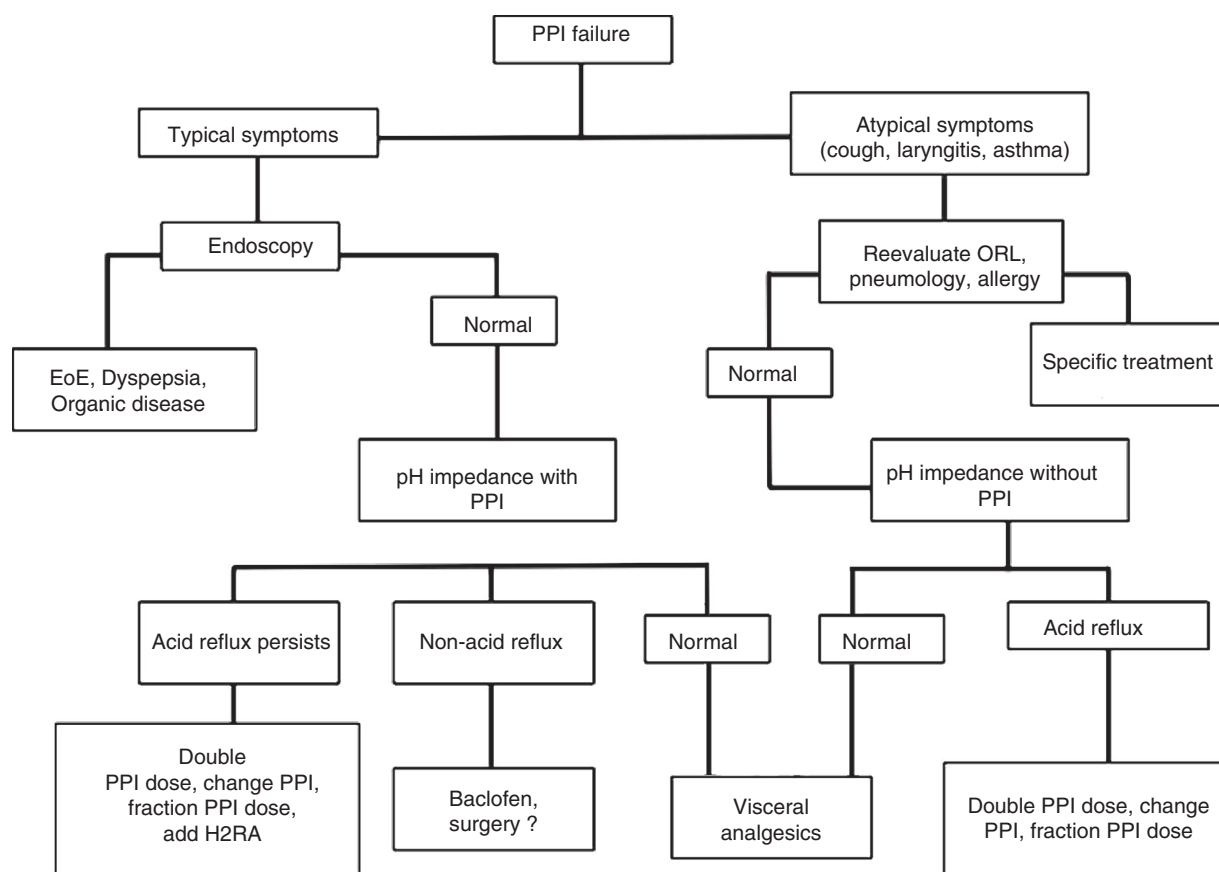 PPI failure
Typical symptoms
Atypical symptoms
(cough, laryngitis, asthma)
Endoscopy
Reevaluate ORL,
pneumology, allergy
Normal
EoE, Dyspepsia,
Organic disease
Normal
Specific treatment
pH impedance with
PPI
pH impedance without
PPI
Acid reflux persists
Non-acid reflux
Normal
Normal
Acid reflux
Double
PPI dose, change PPI,
fraction PPI dose,
add H2RA
Baclofen,
surgery ?
Visceral
analgesics
Double PPI dose, change
PPI, fraction PPI dose